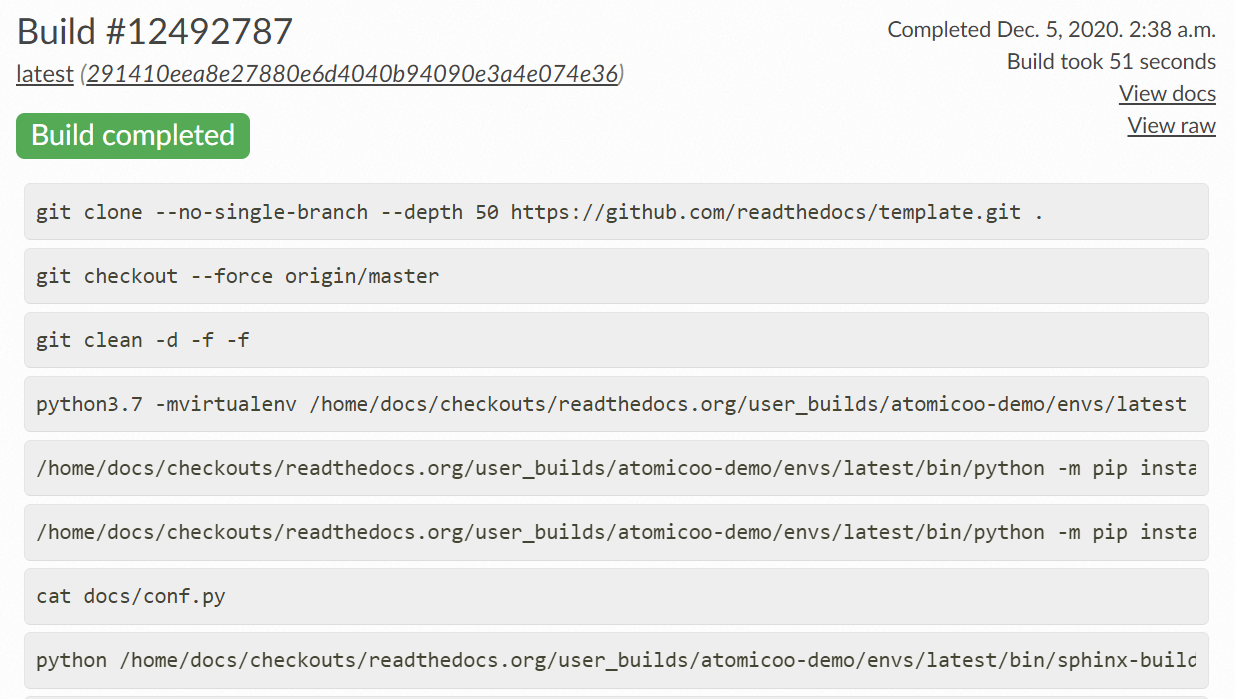 Build #12492787
Completed Dec. 5, 2020. 2:38 a.m.
Build took 51 seconds
latest (291410eea8e27880e6d4040b94090e3a4e074e36)
View docs
View raw
Build completed
git clone --no-single-branch --depth 50 https://github.com/readthedocs/template.git .
git checkout --force origin/master
git clean -d -f -f
python3.7 -mvirtualenv /home/docs/checkouts/readthedocs.org/user_builds/atomicoo-demo/envs/latest
/home/docs/checkouts/readthedocs.org/user_builds/atomicoo-demo/envs/latest/bin/python -m pip insta
/home/docs/checkouts/readthedocs.org/user_builds/atomicoo-demo/envs/latest/bin/python -m pip insta
cat docs/conf.py
python /home/docs/checkouts/readthedocs.org/user_builds/atomicoo-demo/envs/latest/bin/sphinx-build